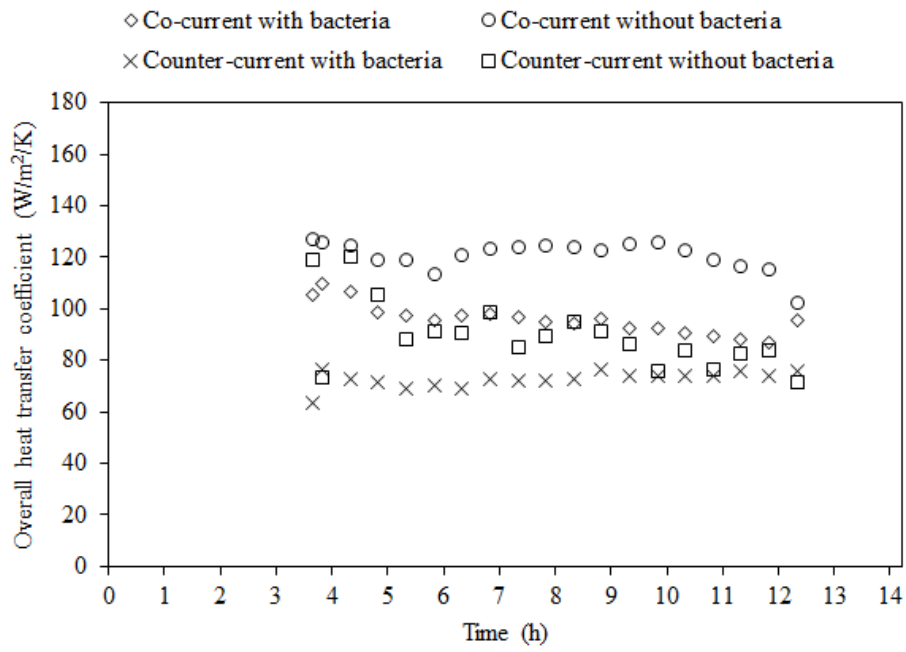 Co-current with bacteria
Co-current without bacteria
Counter-current with bacteria
Counter-current without bacteria
180
160
140
120
100
80
60
40
20
0
Overall heat transfer coefficient (W/m²/K)
0 1 2 3 4 5 6 7 8 9 10 11 12 13 14
Time (h)